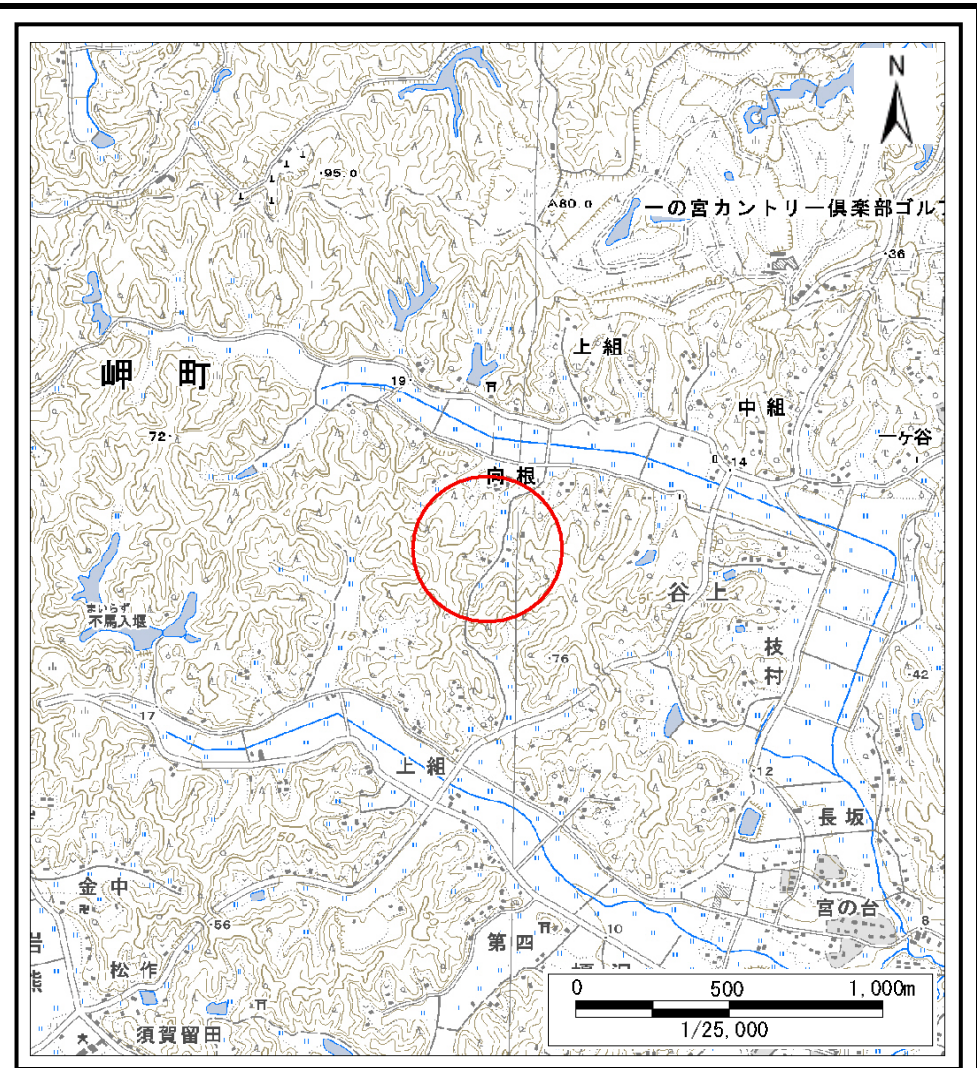 N
95.0
80.0
一の宮カントリー倶楽部ゴルフ
36
上組
岬町
19
中組
72
一ケ谷
14
向根
谷上
まいらず
不馬入堰
枝村
76
75
42
17
上組
12
長坂
50
金中
宮の台
56
8
第四
10
岩熊
松作
須賀留田
0 500 1,000m
1/25,000